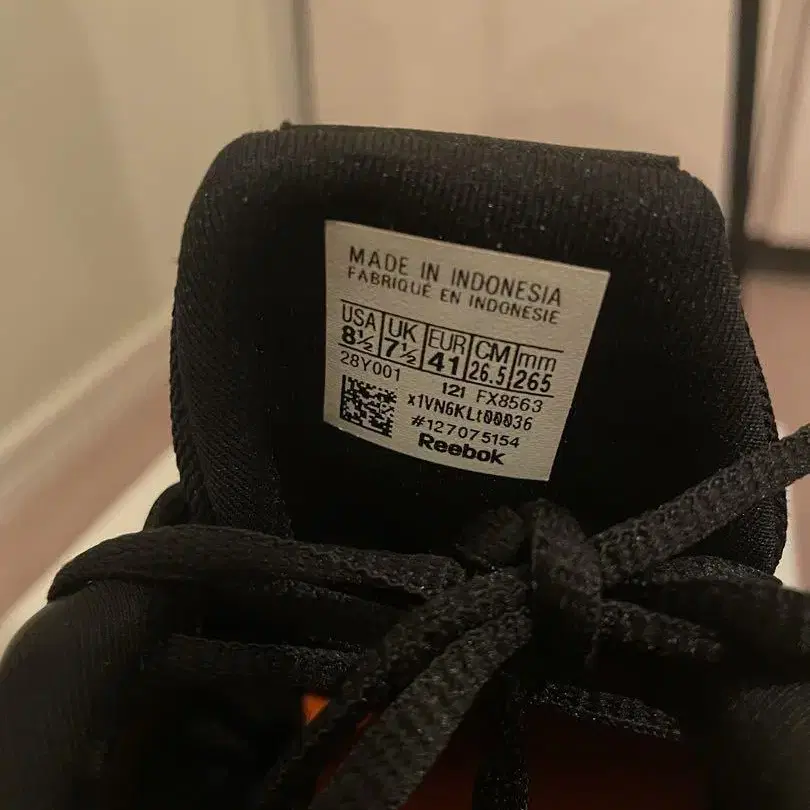 MADE IN INDONESIA
FABRIQUÉ EN INDONÉSIE
USA UK EUR CM mm
8½ 7½ 41 26.5 265
28Y001 121 FX8563
x1VN6KLt00036
#127075154
Reebok